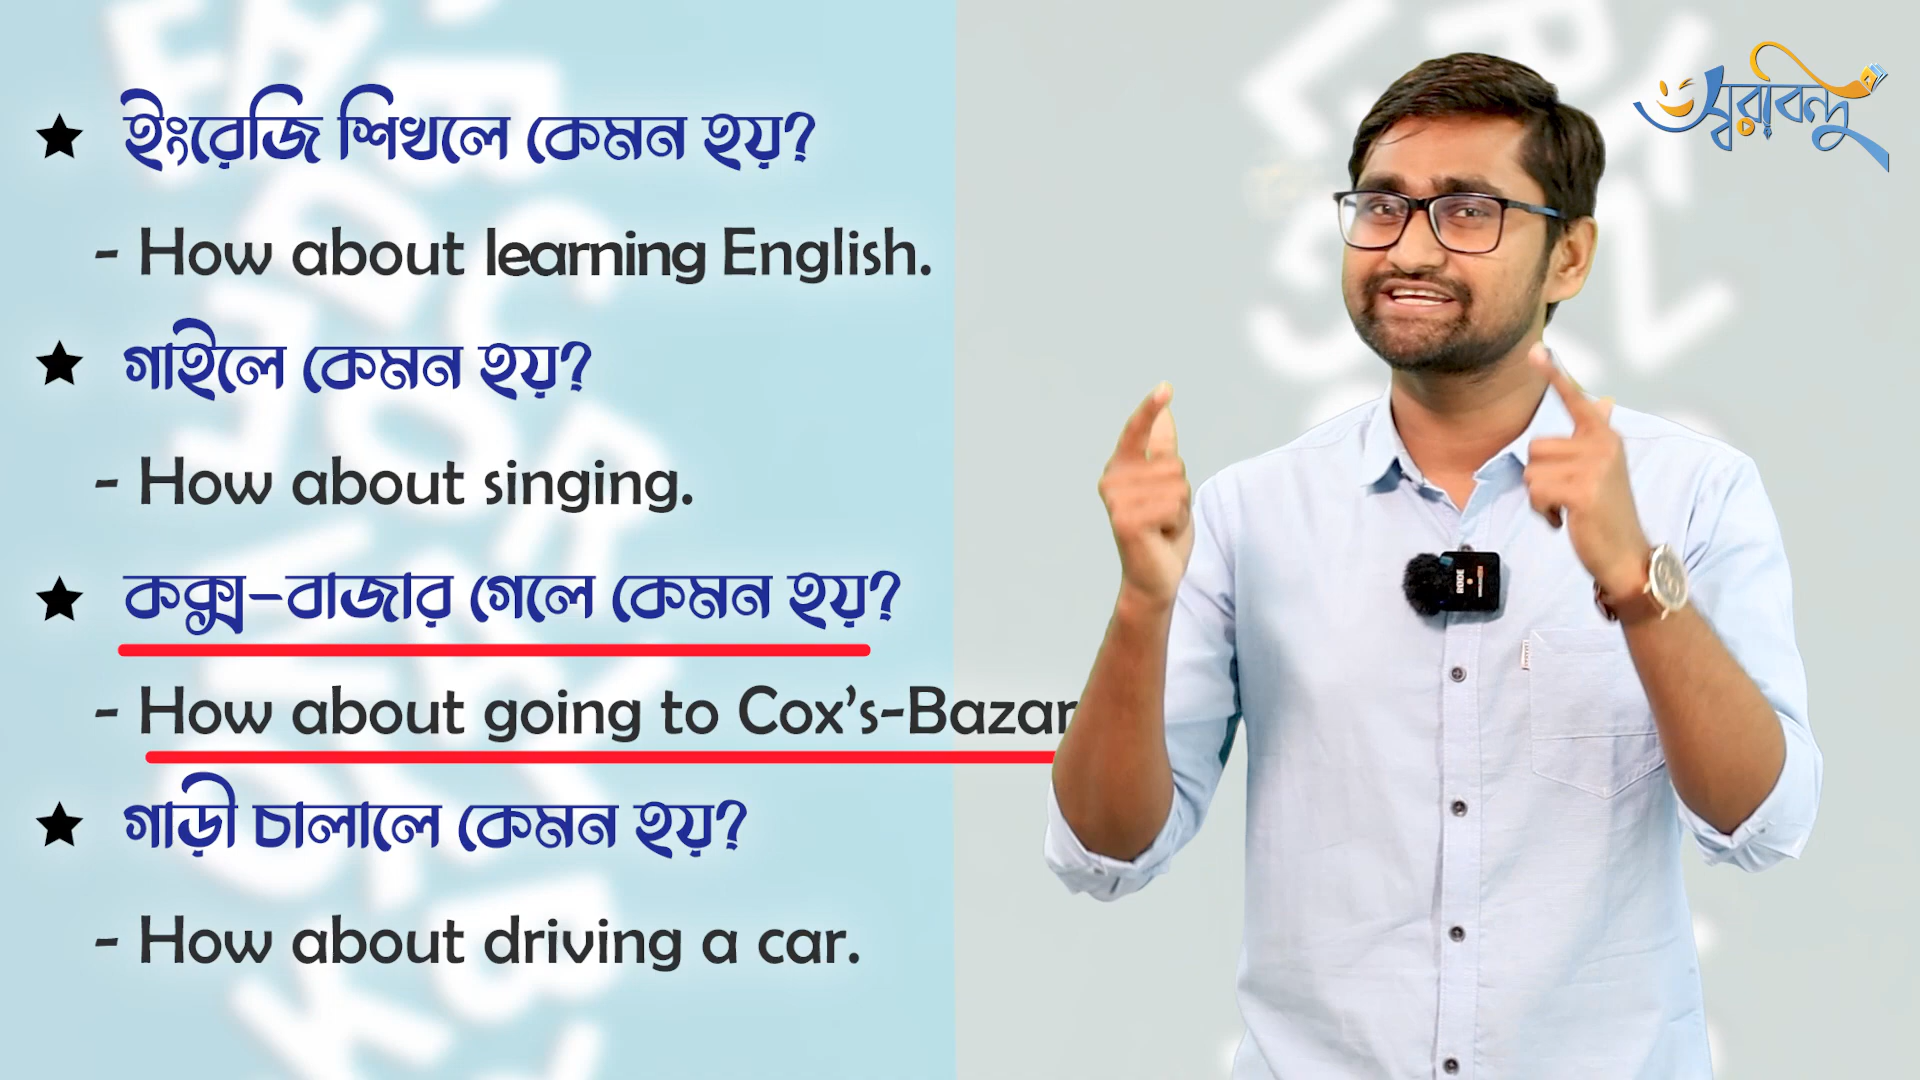 স্বরবিন্দু
ইংরেজি শিখলে কেমন হয়?
- How about learning English.
গাইলে কেমন হয়?
- How about singing.
কক্স-বাজার গেলে কেমন হয়?
- How about going to Cox's-Bazar
গাড়ী চালালে কেমন হয়?
- How about driving a car.
RODE